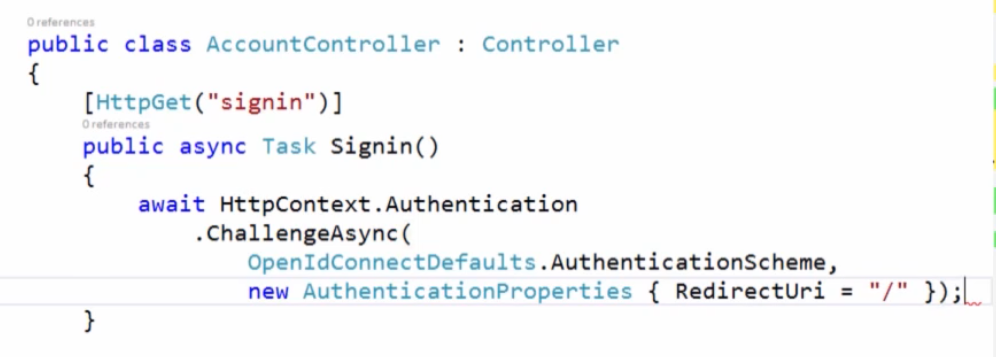 0 references
public class AccountController : Controller
{
[HttpGet("signin")]
0 references
public async Task Signin()
{
await HttpContext.Authentication
.ChallengeAsync(
OpenIdConnectDefaults.AuthenticationScheme,
new AuthenticationProperties { RedirectUri = "/" });
}